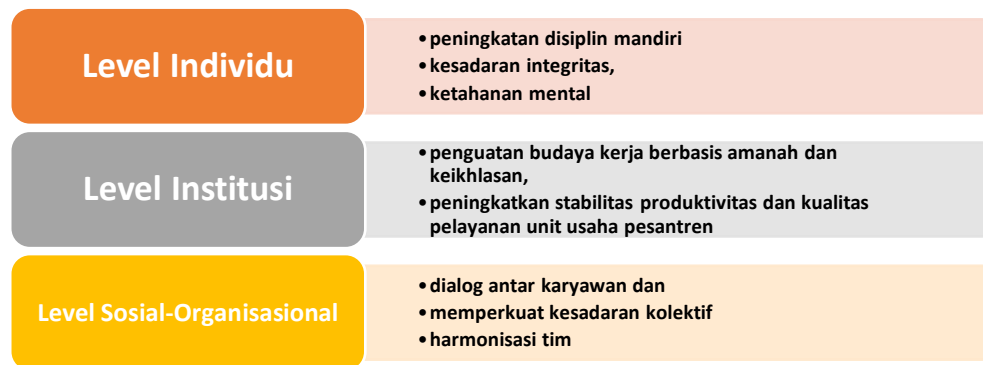 Level Individu
•peningkatan disiplin mandiri
•kesadaran integritas,
•ketahanan mental
Level Institusi
•penguatan budaya kerja berbasis amanah dan
keikhlasan,
•peningkatkan stabilitas produktivitas dan kualitas
pelayanan unit usaha pesantren
Level Sosial-Organisasional
•dialog antar karyawan dan
•memperkuat kesadaran kolektif
•harmonisasi tim